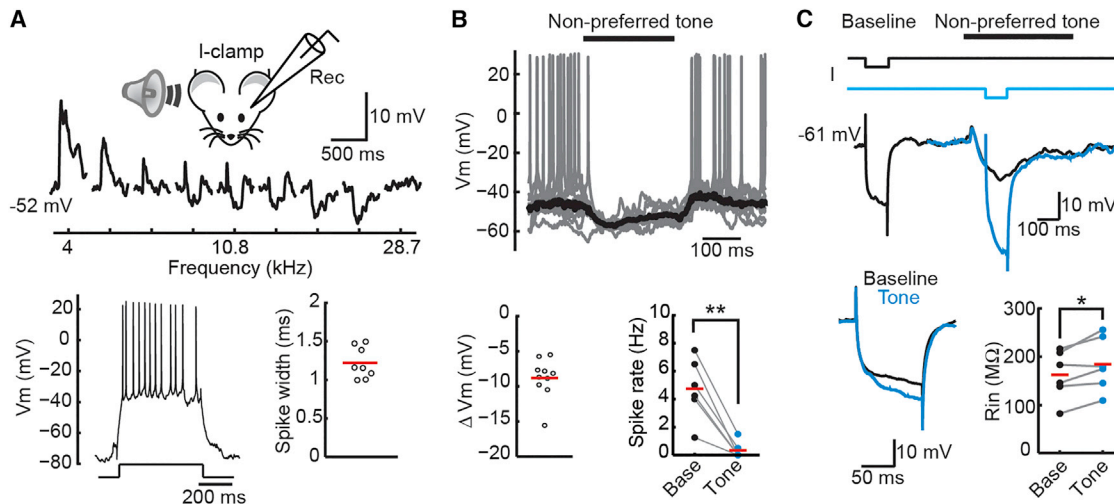 A
I-clamp
Rec
10 mV
500 ms
-52 mV
4 10.8 28.7
Frequency (kHz)
20
0
-20
-40
-60
-80
Vm (mV)
200 ms
2
1.5
1
0.5
0
Spike width (ms)
B
Non-preferred tone
20
0
-20
-40
-60
Vm (mV)
100 ms
0
-5
-10
-15
-20
Δ Vm (mV)
**
10
8
6
4
2
0
Spike rate (Hz)
Base Tone
C
Baseline Non-preferred tone
I
-61 mV
10 mV
100 ms
Baseline
Tone
10 mV
50 ms
*
300
200
100
0
Rin (MΩ)
Base Tone